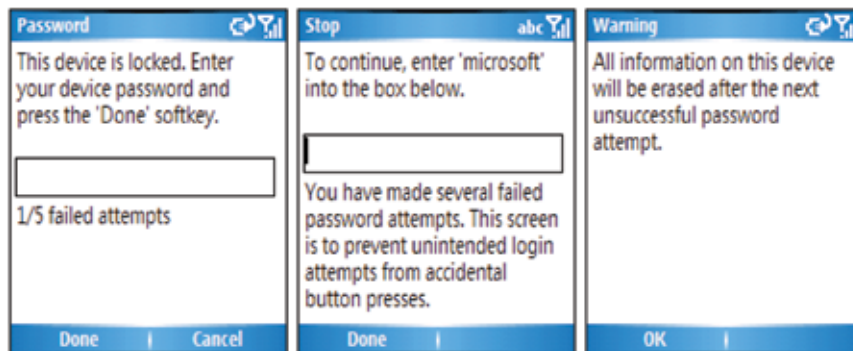 Password
This device is locked. Enter
your device password and
press the 'Done' softkey.
1/5 failed attempts
Done
Cancel
Stop
abc
To continue, enter 'microsoft'
into the box below.
You have made several failed
password attempts. This screen
is to prevent unintended login
attempts from accidental
button presses.
Done
Warning
All information on this device
will be erased after the next
unsuccessful password
attempt.
OK